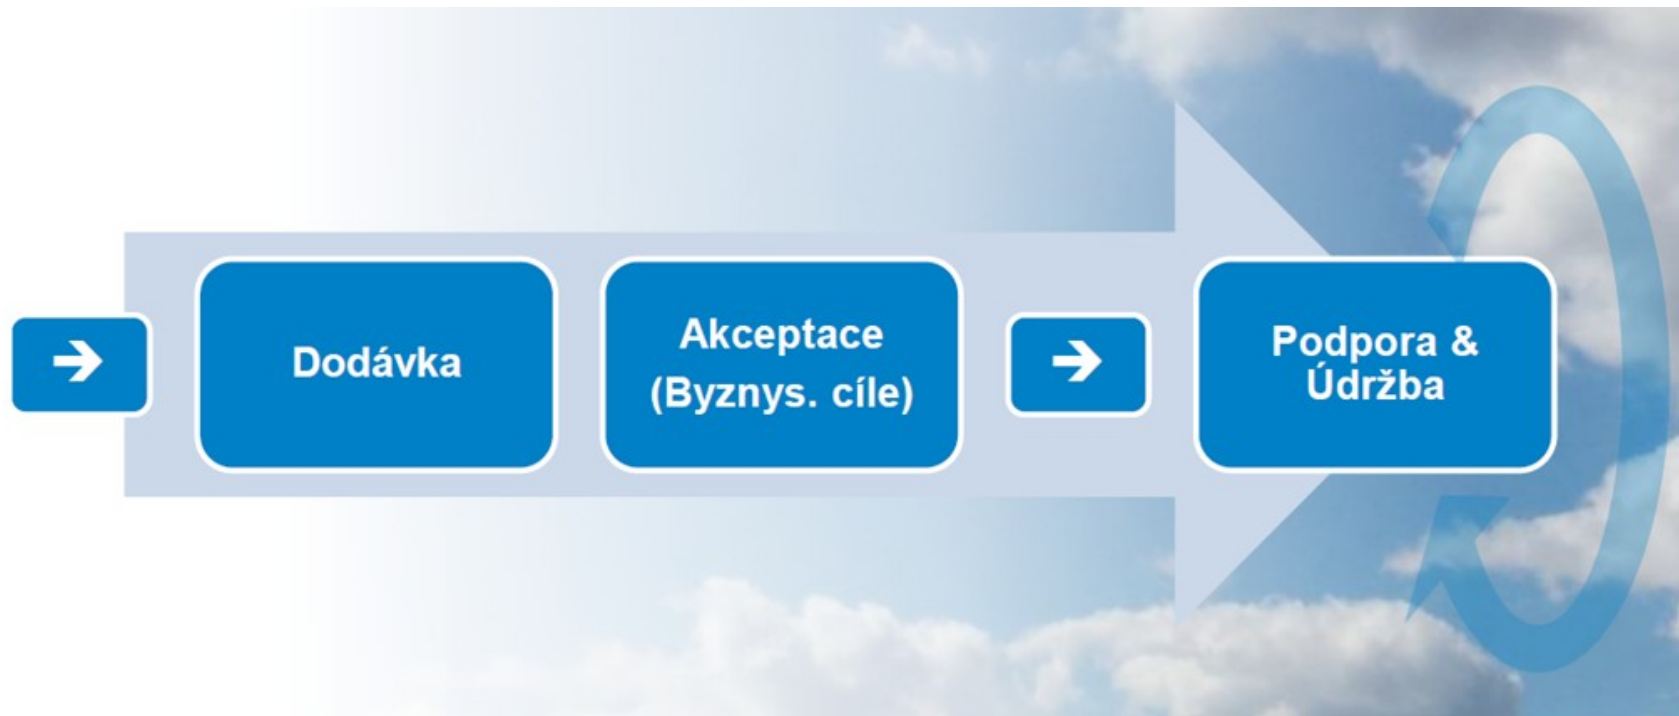 ➔
Dodávka
Akceptace
(Byznys. cíle)
➔
Podpora &
Údržba